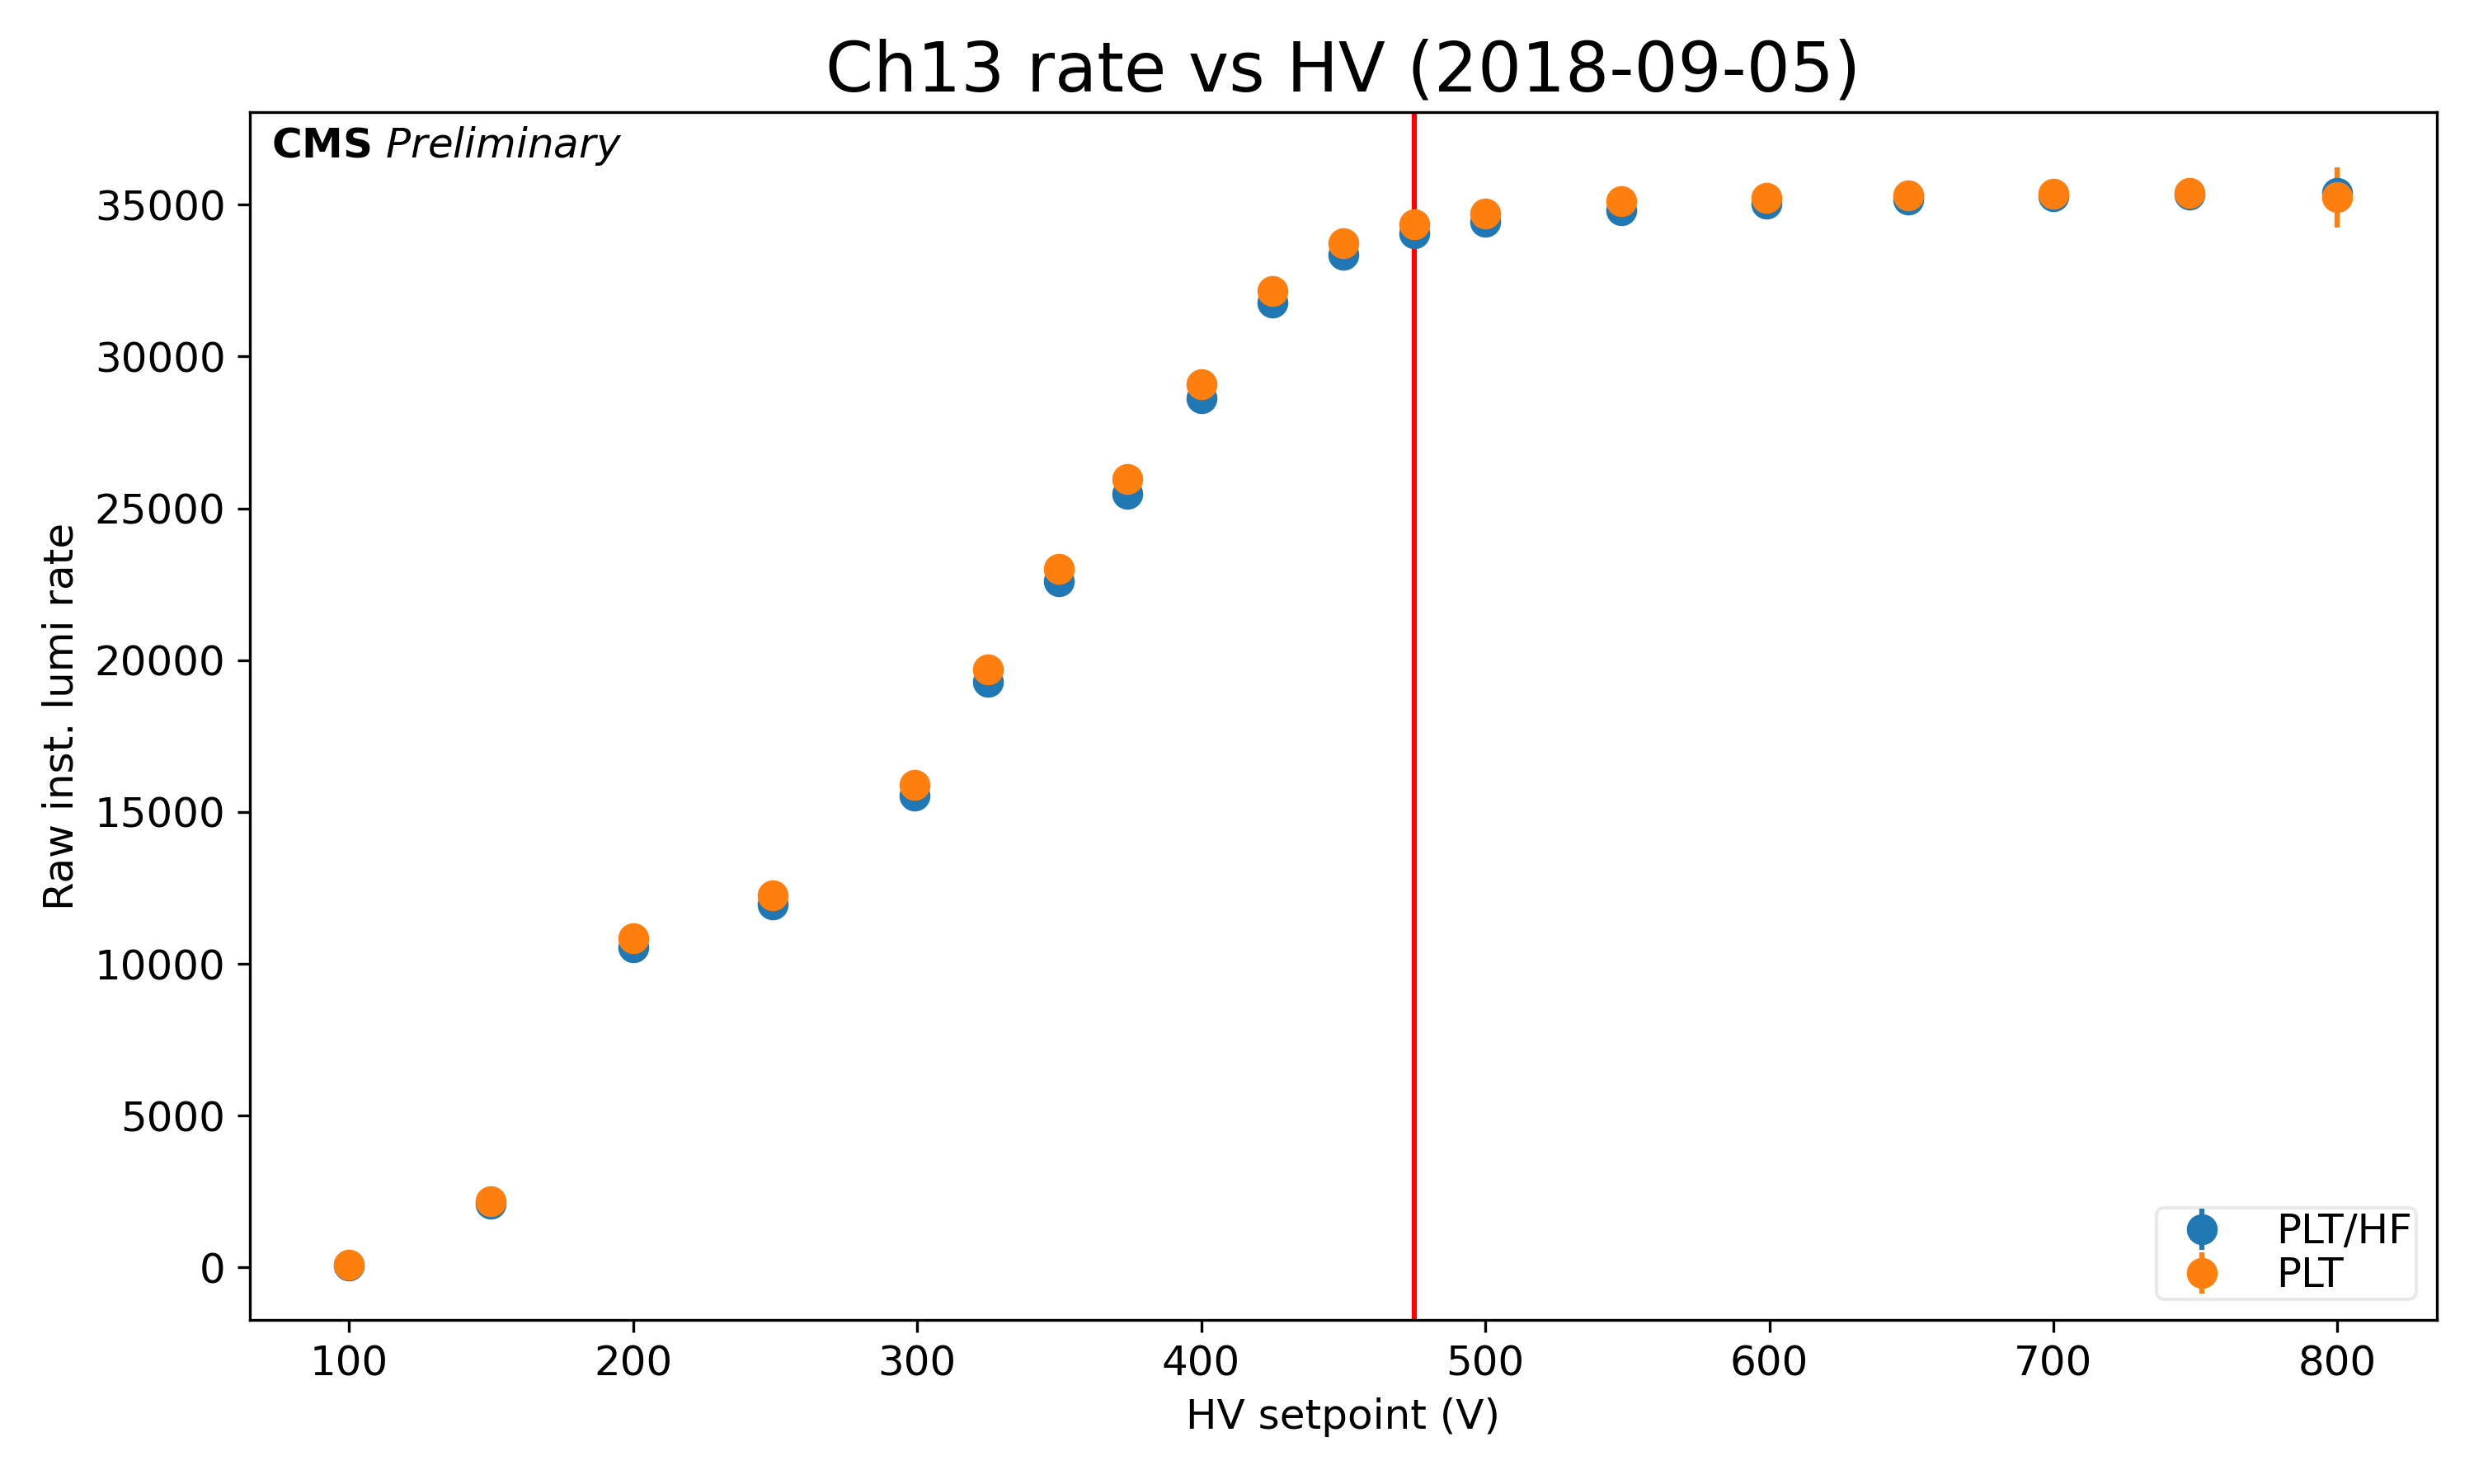 Ch13 rate vs HV (2018-09-05)
CMS Preliminary
35000
30000
25000
20000
15000
10000
5000
0
Raw inst. lumi rate
PLT/HF
PLT
100 200 300 400 500 600 700 800
HV setpoint (V)